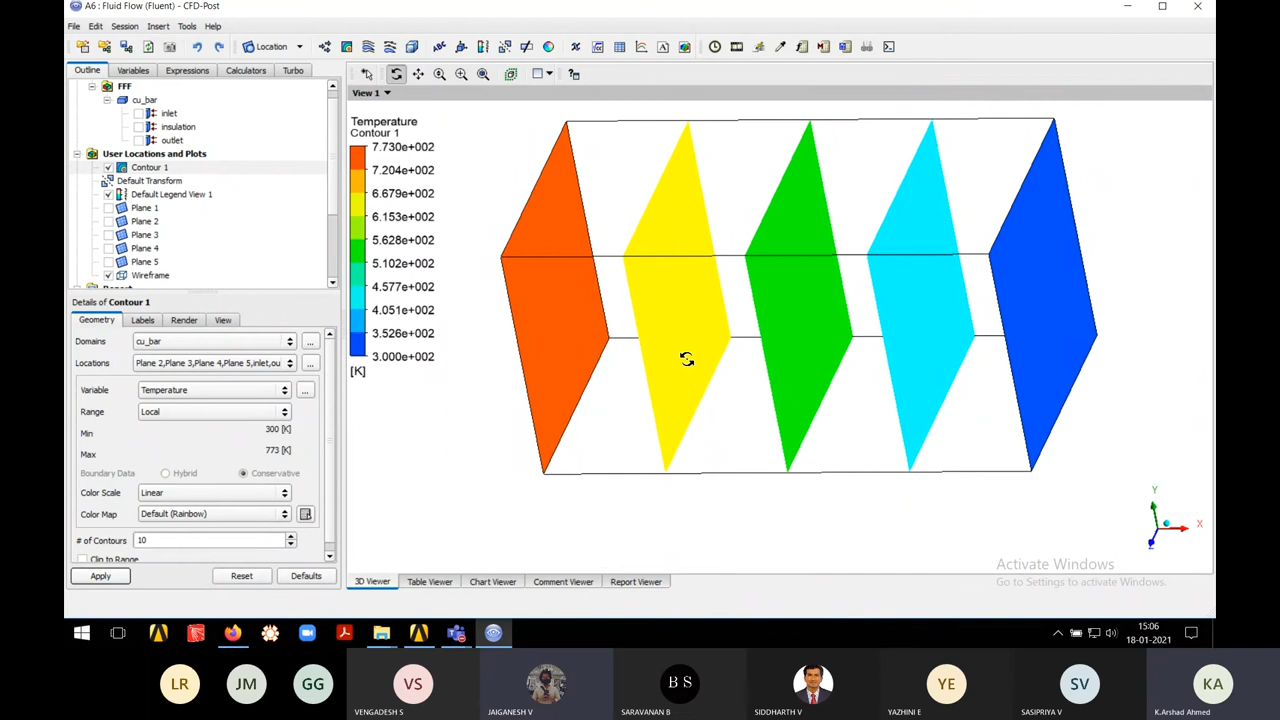 A6 : Fluid Flow (Fluent) - CFD-Post
File Edit Session Insert Tools Help
Location
Outline Variables Expressions Calculators Turbo
FFF
cu_bar
inlet
insulation
outlet
User Locations and Plots
Contour 1
Default Transform
Default Legend View 1
Plane 1
Plane 2
Plane 3
Plane 4
Plane 5
Wireframe
Details of Contour 1
Geometry Labels Render View
Domains cu_bar ...
Locations Plane 2,Plane 3,Plane 4,Plane 5,inlet,ou ...
Variable Temperature ...
Range Local
Min 300 [K]
Max 773 [K]
Boundary Data Hybrid Conservative
Color Scale Linear
Color Map Default (Rainbow)
# of Contours 10
Clip to Range
Apply Reset Defaults
View 1
Temperature
Contour 1
7.730e+002
7.204e+002
6.679e+002
6.153e+002
5.628e+002
5.102e+002
4.577e+002
4.051e+002
3.526e+002
3.000e+002
[K]
Y
X
Z
Activate Windows
Go to Settings to activate Windows.
3D Viewer Table Viewer Chart Viewer Comment Viewer Report Viewer
15:06
18-01-2021
LR JM GG VS B S YE SV KA
VENGADESH S JAIGANESH V SARAVANAN B SIDDHARTH V YAZHINI E SASIPRIYA V K.Arshad Ahmed